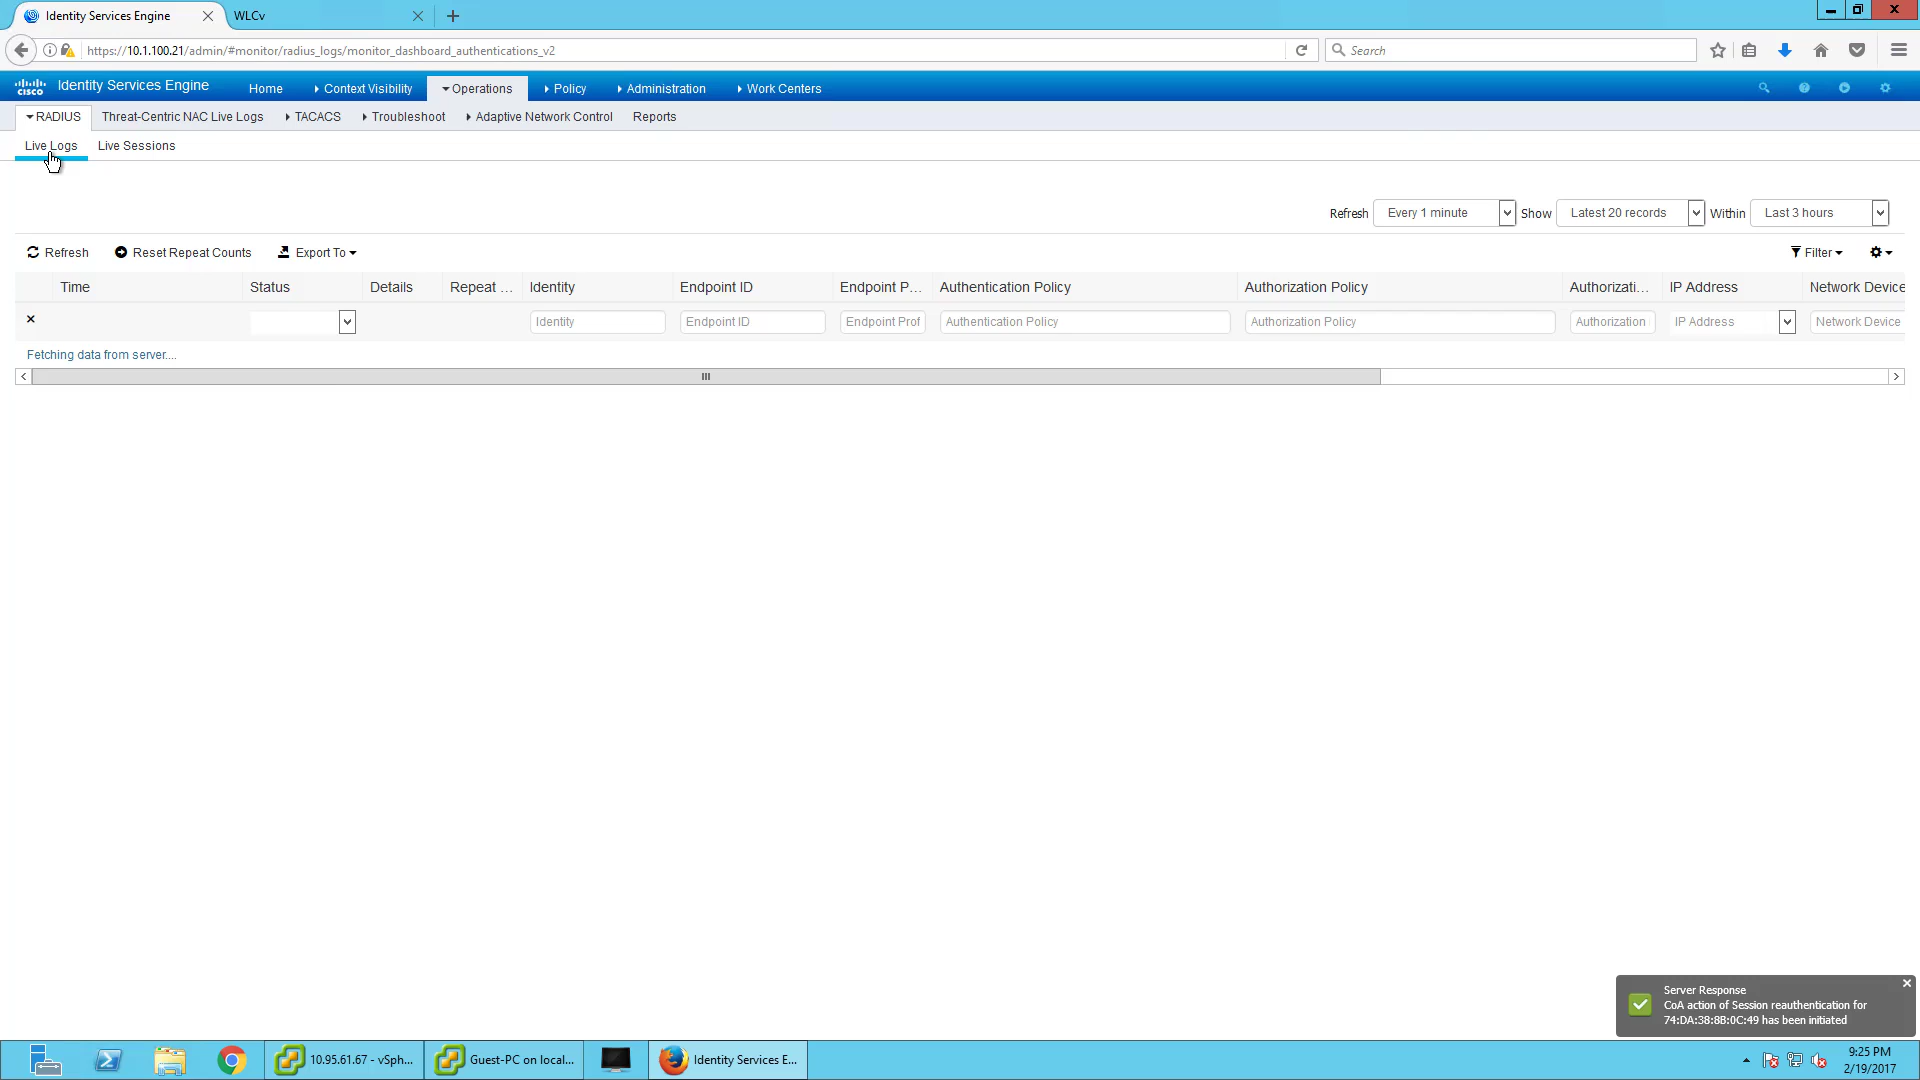 Identity Services Engine
WLCv
https://10.1.100.21/admin/#monitor/radius_logs/monitor_dashboard_authentications_v2
Search
cisco
Identity Services Engine
Home
Context Visibility
Operations
Policy
Administration
Work Centers
RADIUS
Threat-Centric NAC Live Logs
TACACS
Troubleshoot
Adaptive Network Control
Reports
Live Logs
Live Sessions
Refresh
Every 1 minute
Show
Latest 20 records
Within
Last 3 hours
Refresh
Reset Repeat Counts
Export To
Filter
Time
Status
Details
Repeat ...
Identity
Endpoint ID
Endpoint P...
Authentication Policy
Authorization Policy
Authorizati...
IP Address
Network Device
Identity
Endpoint ID
Endpoint Prof
Authentication Policy
Authorization Policy
Authorization
IP Address
Network Device
Fetching data from server....
Server Response
CoA action of Session reauthentication for
74:DA:38:8B:0C:49 has been initiated
10.95.61.67 - vSph...
Guest-PC on local...
Identity Services E...
9:25 PM
2/19/2017